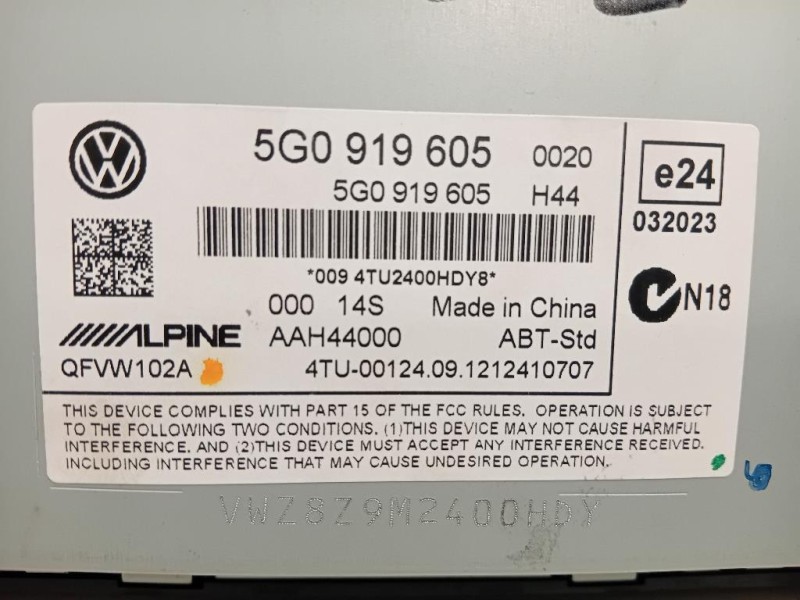 5G0 919 605 0020
5G0 919 605 H44
e24
032023
*009 4TU2400HDY8*
000 14S Made in China
N18
ALPINE AAH44000 ABT-Std
QFVW102A 4TU-00124.09.1212410707
THIS DEVICE COMPLIES WITH PART 15 OF THE FCC RULES. OPERATION IS SUBJECT
TO THE FOLLOWING TWO CONDITIONS. (1)THIS DEVICE MAY NOT CAUSE HARMFUL
INTERFERENCE. AND (2)THIS DEVICE MUST ACCEPT ANY INTERFERENCE RECEIVED.
INCLUDING INTERFERENCE THAT MAY CAUSE UNDESIRED OPERATION.
VWZ8Z9M2400HDY